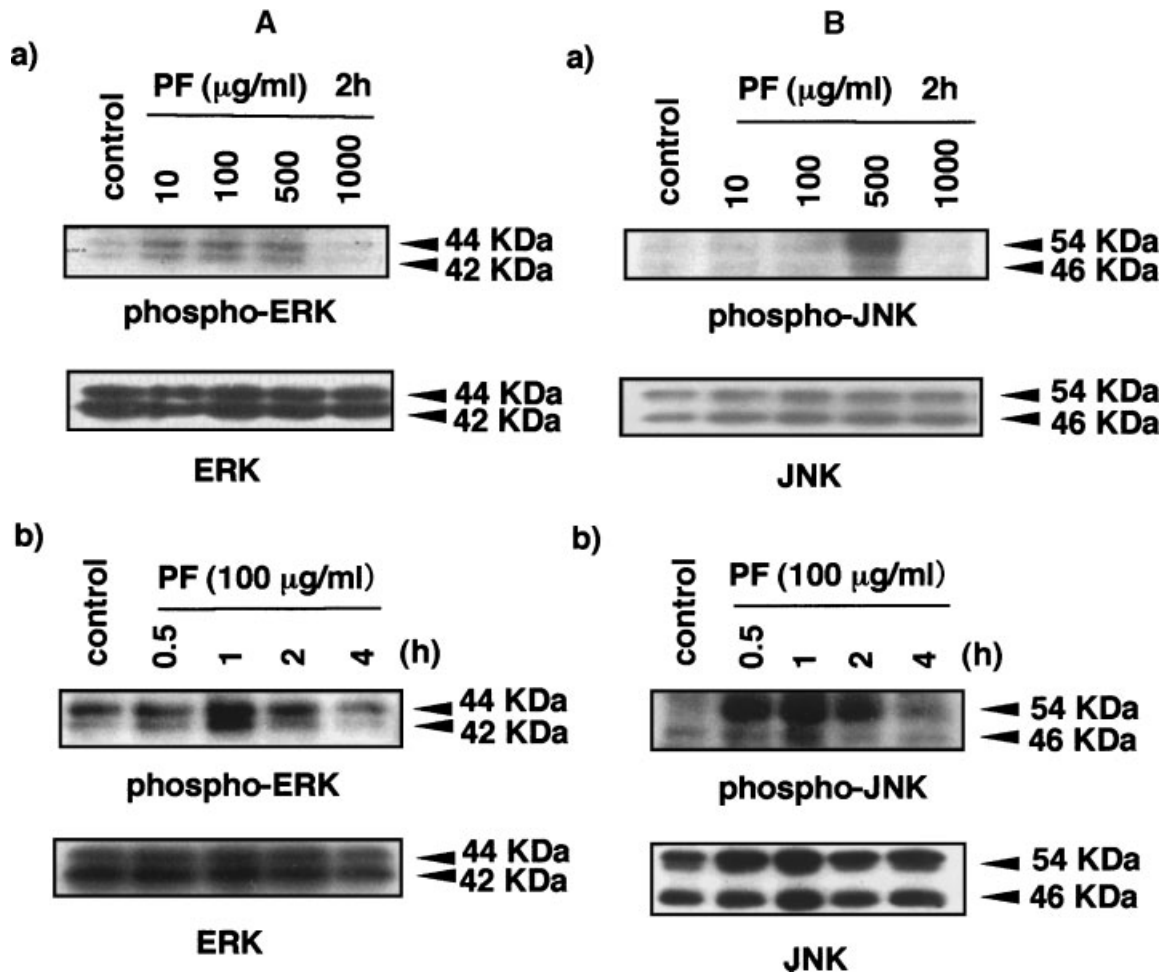 A
a)
PF (μg/ml) 2h
control 10 100 500 1000
44 KDa
42 KDa
phospho-ERK
44 KDa
42 KDa
ERK
b)
PF (100 μg/ml)
control 0.5 1 2 4 (h)
44 KDa
42 KDa
phospho-ERK
44 KDa
42 KDa
ERK
B
a)
PF (μg/ml) 2h
control 10 100 500 1000
54 KDa
46 KDa
phospho-JNK
54 KDa
46 KDa
JNK
b)
PF (100 μg/ml)
control 0.5 1 2 4 (h)
54 KDa
46 KDa
phospho-JNK
54 KDa
46 KDa
JNK